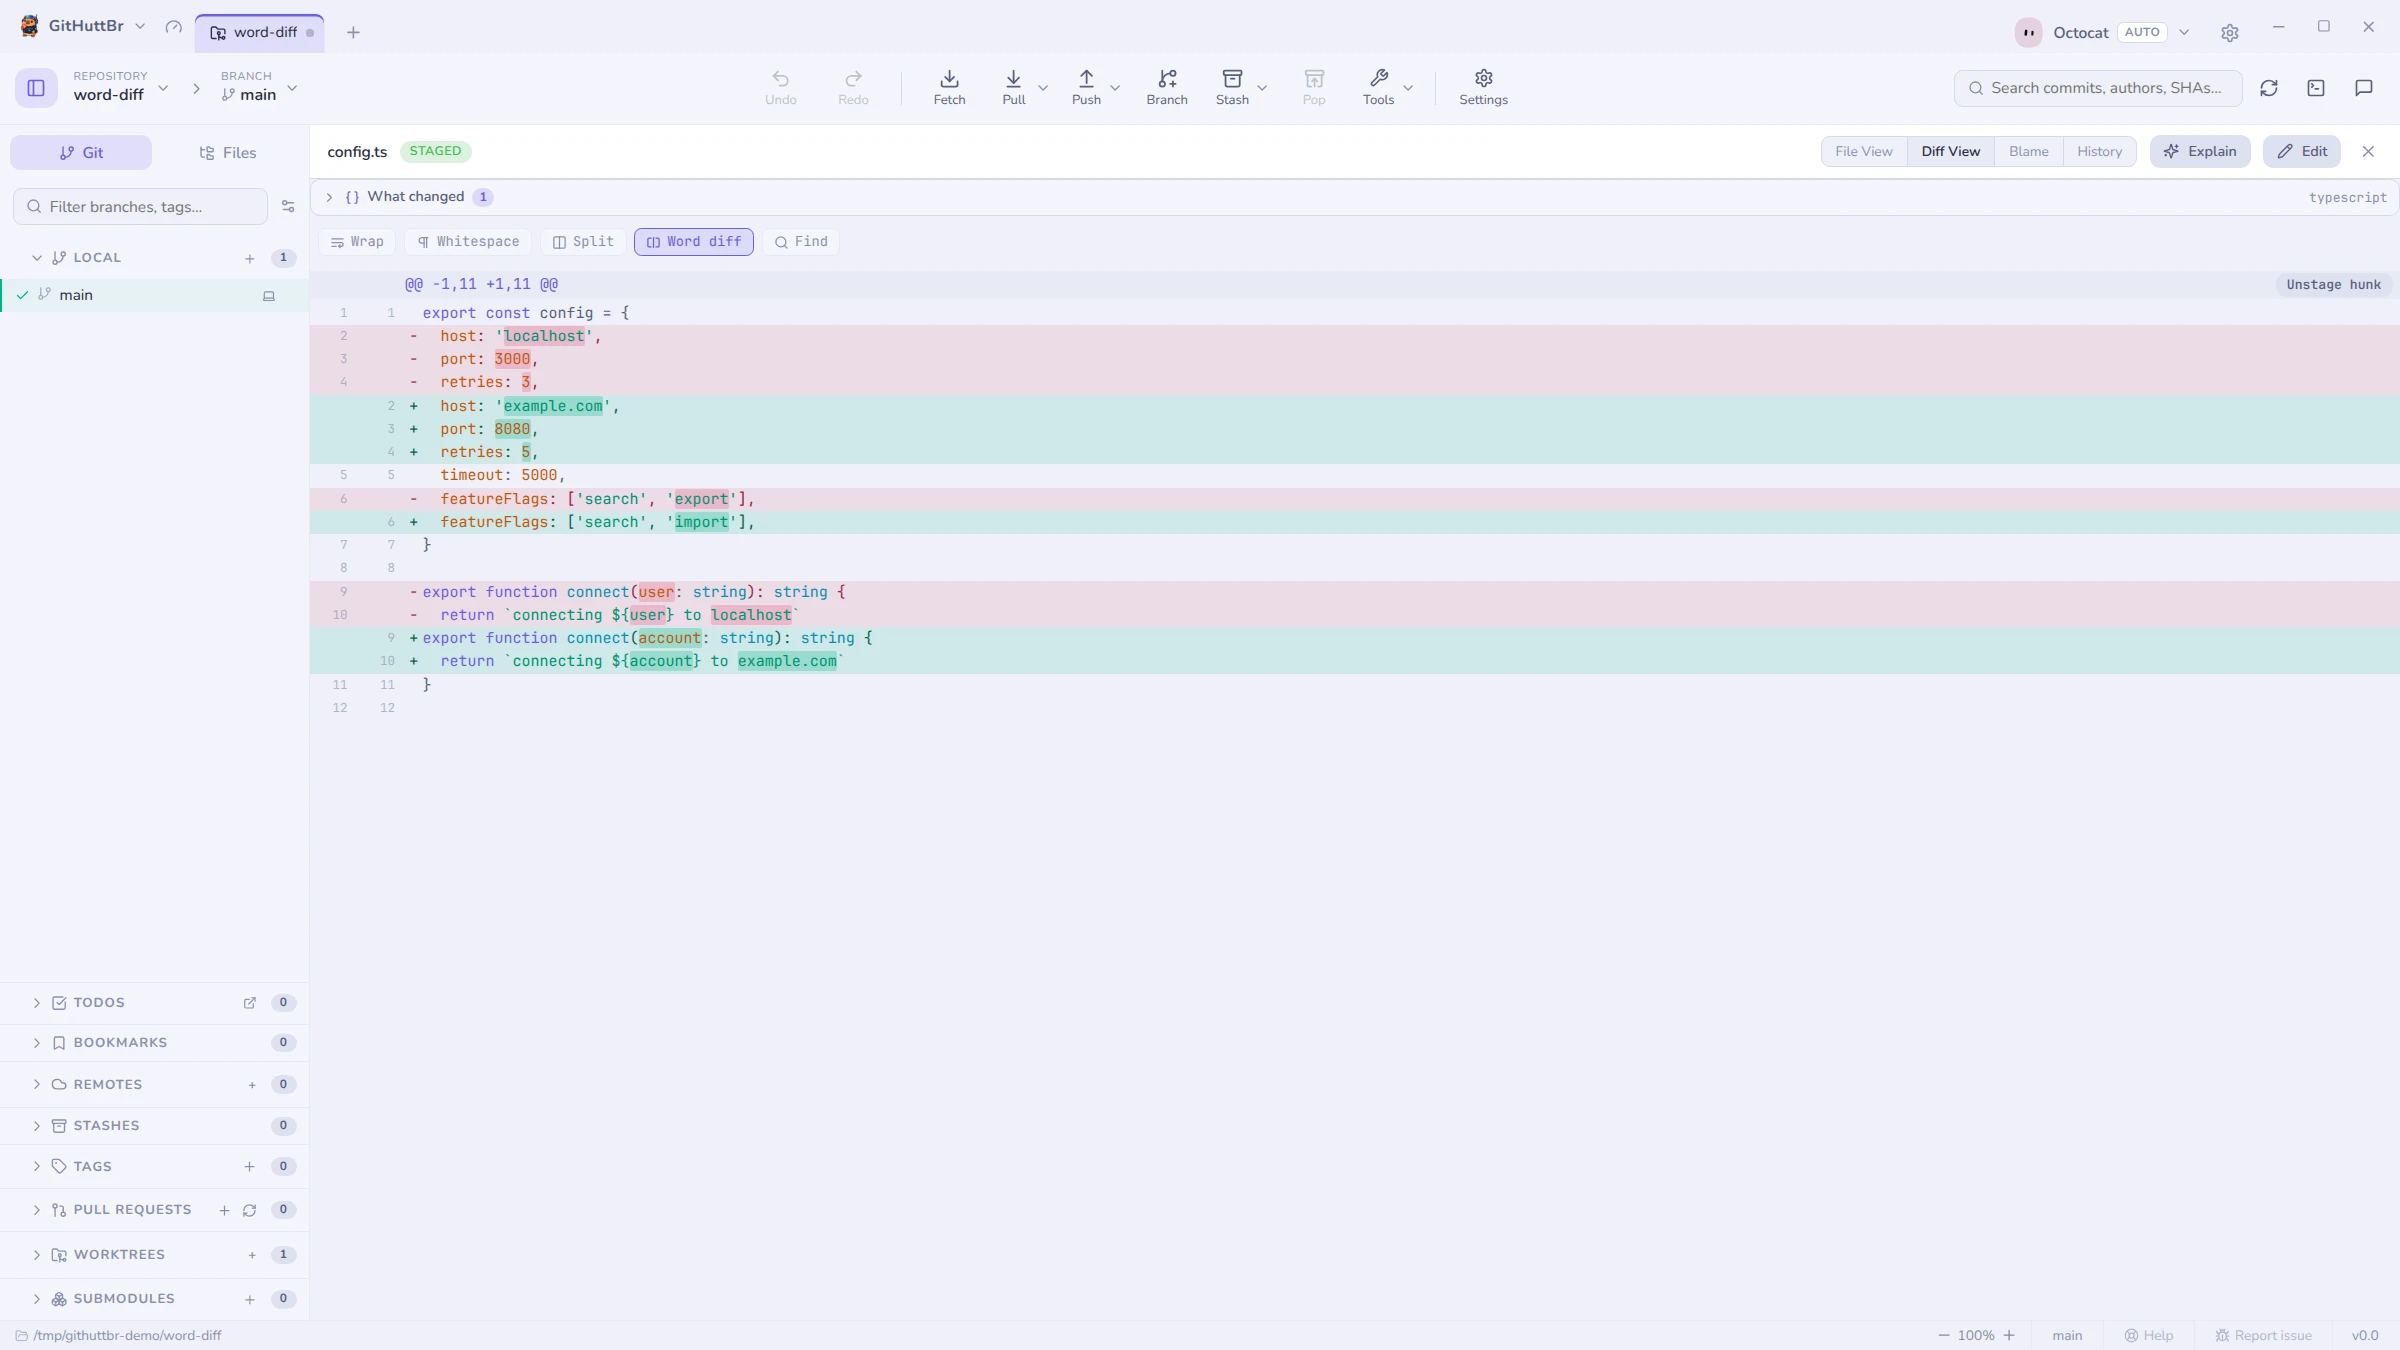 GitHuttBr
word-diff
Octocat AUTO
REPOSITORY
word-diff
BRANCH
main
Undo
Redo
Fetch
Pull
Push
Branch
Stash
Pop
Tools
Settings
Search commits, authors, SHAs...
Git
Files
config.ts STAGED
File View
Diff View
Blame
History
Explain
Edit
Filter branches, tags...
What changed 1
typescript
Wrap
Whitespace
Split
Word diff
Find
LOCAL + 1
main
@@ -1,11 +1,11 @@
Unstage hunk
1 1 export const config = {
2 - host: 'localhost',
3 - port: 3000,
4 - retries: 3,
2 + host: 'example.com',
3 + port: 8080,
4 + retries: 5,
5 5 timeout: 5000,
6 - featureFlags: ['search', 'export'],
6 + featureFlags: ['search', 'import'],
7 7 }
8 8
9 -export function connect(user: string): string {
10 - return `connecting ${user} to localhost`
9 +export function connect(account: string): string {
10 + return `connecting ${account} to example.com`
11 11 }
12 12
TODOS 0
BOOKMARKS 0
REMOTES + 0
STASHES 0
TAGS + 0
PULL REQUESTS + 0
WORKTREES + 1
SUBMODULES + 0
/tmp/githuttbr-demo/word-diff
− 100% +
main
Help
Report issue
v0.0